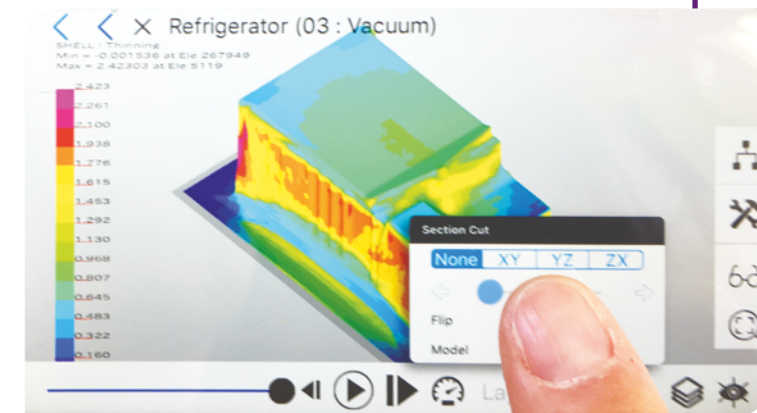 Refrigerator (03 : Vacuum)
SHELL : Thinning
Min = -0.001536 at Ele 267949
Max = 2.42303 at Ele 5119
2.423
2.261
2.100
1.938
1.776
1.615
1.453
1.292
1.130
0.968
0.807
0.645
0.483
0.322
0.160
Section Cut
None XY YZ ZX
Flip
Model
La